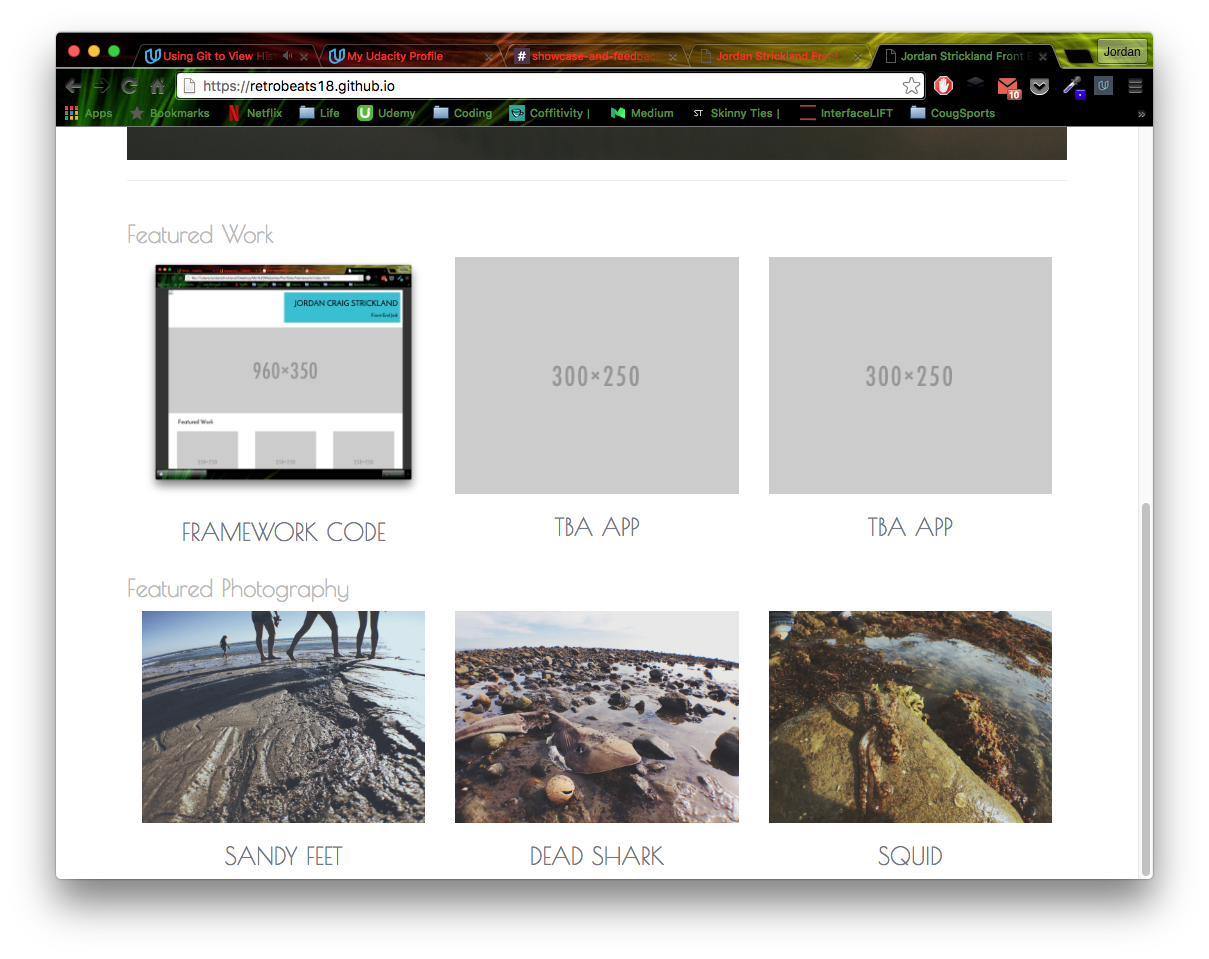 Using Git to View His
My Udacity Profile
# showcase-and-feedbac
Jordan Strickland Front
Jordan Strickland Front E
Jordan
https://retrobeats18.github.io
10
Apps
Bookmarks
Netflix
Life
Udemy
Coding
Coffitivity |
Medium
ST Skinny Ties |
InterfaceLIFT
CougSports
»
Featured Work
JORDAN CRAIG STRICKLAND
Front End Jedi
960×350
Featured Work
300×250
300×250
FRAMEWORK CODE
TBA APP
TBA APP
Featured Photography
SANDY FEET
DEAD SHARK
SQUID